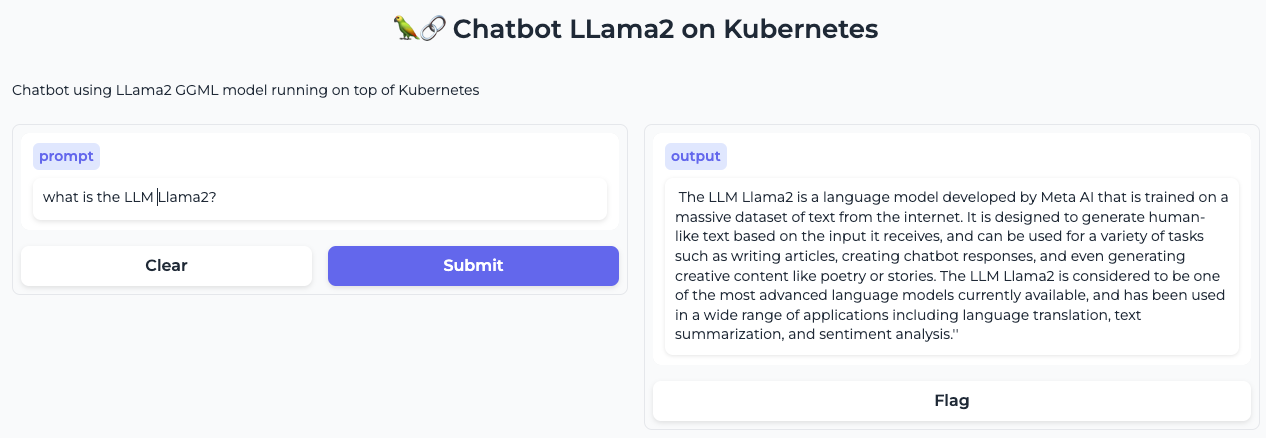 🦜🔗 Chatbot LLama2 on Kubernetes
Chatbot using LLama2 GGML model running on top of Kubernetes
prompt
what is the LLM Llama2?
Clear
Submit
output
The LLM Llama2 is a language model developed by Meta AI that is trained on a
massive dataset of text from the internet. It is designed to generate human-
like text based on the input it receives, and can be used for a variety of tasks
such as writing articles, creating chatbot responses, and even generating
creative content like poetry or stories. The LLM Llama2 is considered to be one
of the most advanced language models currently available, and has been used
in a wide range of applications including language translation, text
summarization, and sentiment analysis.''
Flag